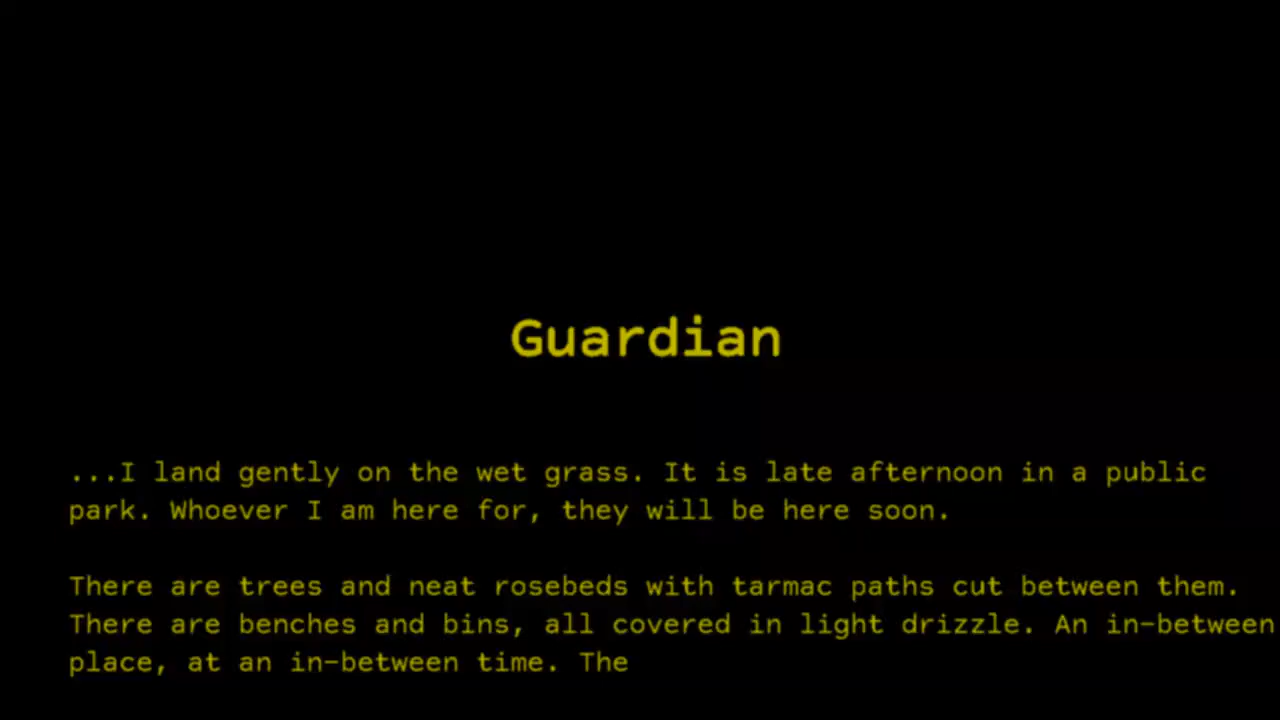 Guardian
...I land gently on the wet grass. It is late afternoon in a public
park. Whoever I am here for, they will be here soon.
There are trees and neat rosebeds with tarmac paths cut between them.
There are benches and bins, all covered in light drizzle. An in-between
place, at an in-between time. The